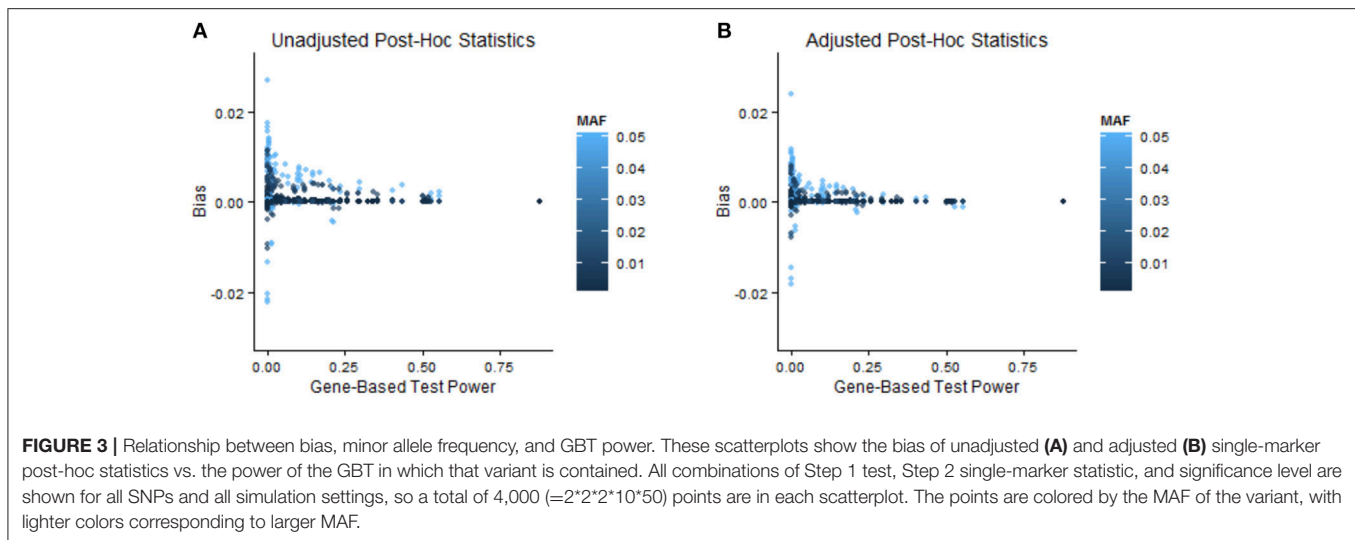 A
Unadjusted Post-Hoc Statistics
0.02
0.00
-0.02
Bias
0.00 0.25 0.50 0.75
Gene-Based Test Power
MAF
0.05
0.04
0.03
0.02
0.01
B
Adjusted Post-Hoc Statistics
0.02
0.00
-0.02
Bias
0.00 0.25 0.50 0.75
Gene-Based Test Power
MAF
0.05
0.04
0.03
0.02
0.01
FIGURE 3 | Relationship between bias, minor allele frequency, and GBT power. These scatterplots show the bias of unadjusted (A) and adjusted (B) single-marker
post-hoc statistics vs. the power of the GBT in which that variant is contained. All combinations of Step 1 test, Step 2 single-marker statistic, and significance level are
shown for all SNPs and all simulation settings, so a total of 4,000 (=2*2*2*10*50) points are in each scatterplot. The points are colored by the MAF of the variant, with
lighter colors corresponding to larger MAF.